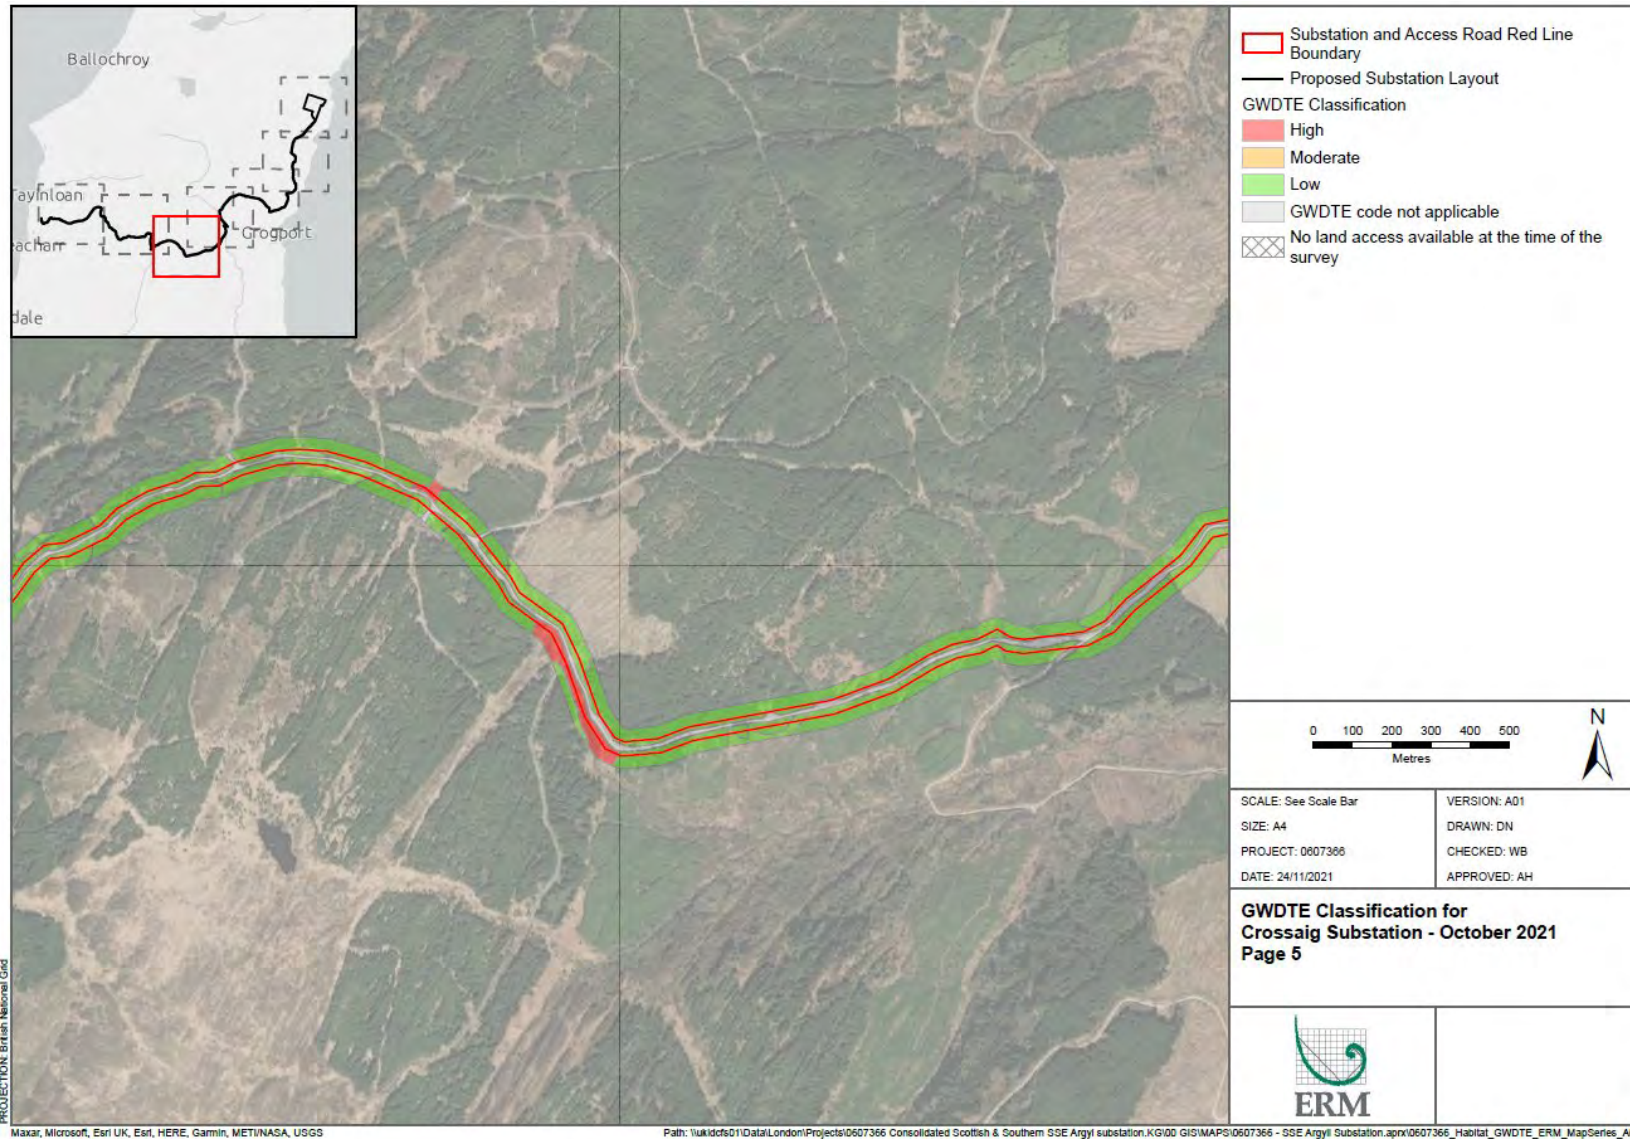 Ballochroy
Tayinloan
eacharr
Grogport
dale
Substation and Access Road Red Line
Boundary
Proposed Substation Layout
GWDTE Classification
High
Moderate
Low
GWDTE code not applicable
No land access available at the time of the
survey
0 100 200 300 400 500
Metres
N
SCALE: See Scale Bar
VERSION: A01
SIZE: A4
DRAWN: DN
PROJECT: 0607366
CHECKED: WB
DATE: 24/11/2021
APPROVED: AH
GWDTE Classification for
Crossaig Substation - October 2021
Page 5
ERM
PROJECTION: British National Grid
Maxar, Microsoft, Esri UK, Esri, HERE, Garmin, METI/NASA, USGS
Path: \\ukldcfs01\Data\London\Projects\0607366 Consolidated Scottish & Southern SSE Argyl substation.KG\00 GIS\MAPS\0607366 - SSE Argyll Substation.aprx\0607366_Habitat_GWDTE_ERM_MapSeries_A